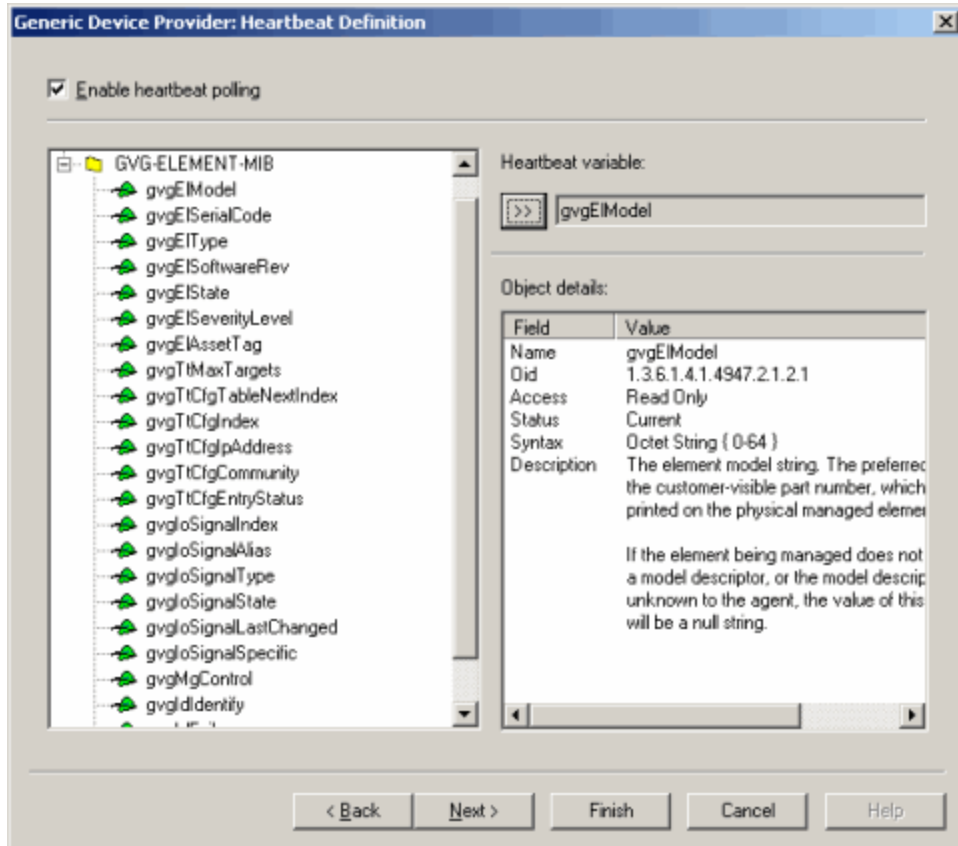 Generic Device Provider: Heartbeat Definition
Enable heartbeat polling
GVG-ELEMENT-MIB
gvgElModel
gvgElSerialCode
gvgElType
gvgElSoftwareRev
gvgElState
gvgElSeverityLevel
gvgElAssetTag
gvgTtMaxTargets
gvgTtCfgTableNextIndex
gvgTtCfgIndex
gvgTtCfgIpAddress
gvgTtCfgCommunity
gvgTtCfgEntryStatus
gvgIoSignalIndex
gvgIoSignalAlias
gvgIoSignalType
gvgIoSignalState
gvgIoSignalLastChanged
gvgIoSignalSpecific
gvgMgControl
gvgIdIdentify
Heartbeat variable:
>> gvgElModel
Object details:
Field Value
Name gvgElModel
Oid 1.3.6.1.4.1.4947.2.1.2.1
Access Read Only
Status Current
Syntax Octet String { 0-64 }
Description The element model string. The preferred
the customer-visible part number, which
printed on the physical managed elemer
If the element being managed does not
a model descriptor, or the model descrip
unknown to the agent, the value of this
will be a null string.
< Back Next > Finish Cancel Help